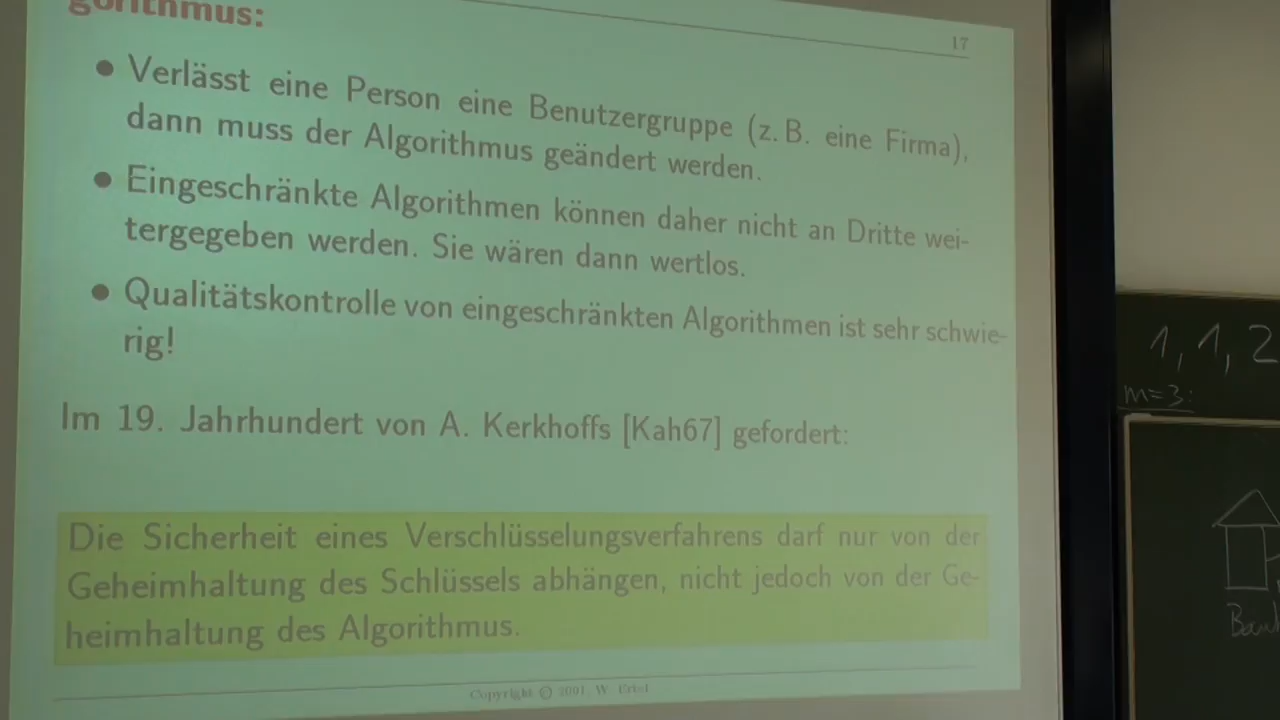 gorithmus:
17
• Verlässt eine Person eine Benutzergruppe (z. B. eine Firma),
dann muss der Algorithmus geändert werden.
• Eingeschränkte Algorithmen können daher nicht an Dritte wei-
tergegeben werden. Sie wären dann wertlos.
• Qualitätskontrolle von eingeschränkten Algorithmen ist sehr schwie-
rig!
Im 19. Jahrhundert von A. Kerkhoffs [Kah67] gefordert:
Die Sicherheit eines Verschlüsselungsverfahrens darf nur von der
Geheimhaltung des Schlüssels abhängen, nicht jedoch von der Ge-
heimhaltung des Algorithmus.
Copyright © 2001, W. Ertel
1, 1, 2
m=3: